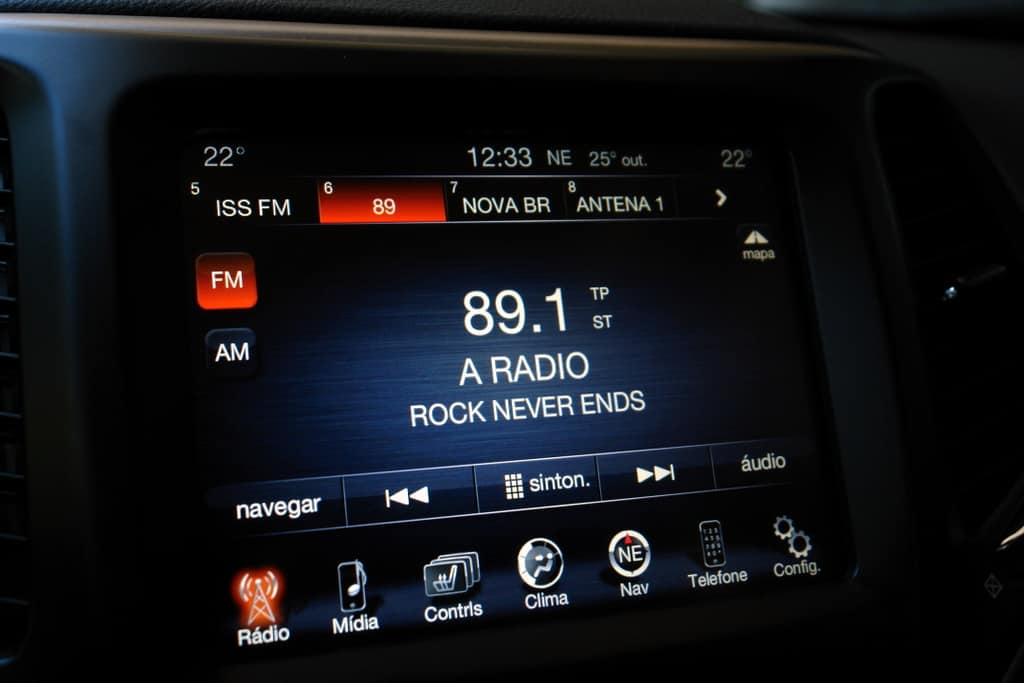 22° 12:33 NE 25° out. 22°
5 ISS FM 6 89 7 NOVA BR 8 ANTENA 1
mapa
FM
89.1 TP
ST
AM
A RADIO
ROCK NEVER ENDS
navegar sinton. áudio
NE
Rádio Mídia Contrls Clima Nav Telefone Config.